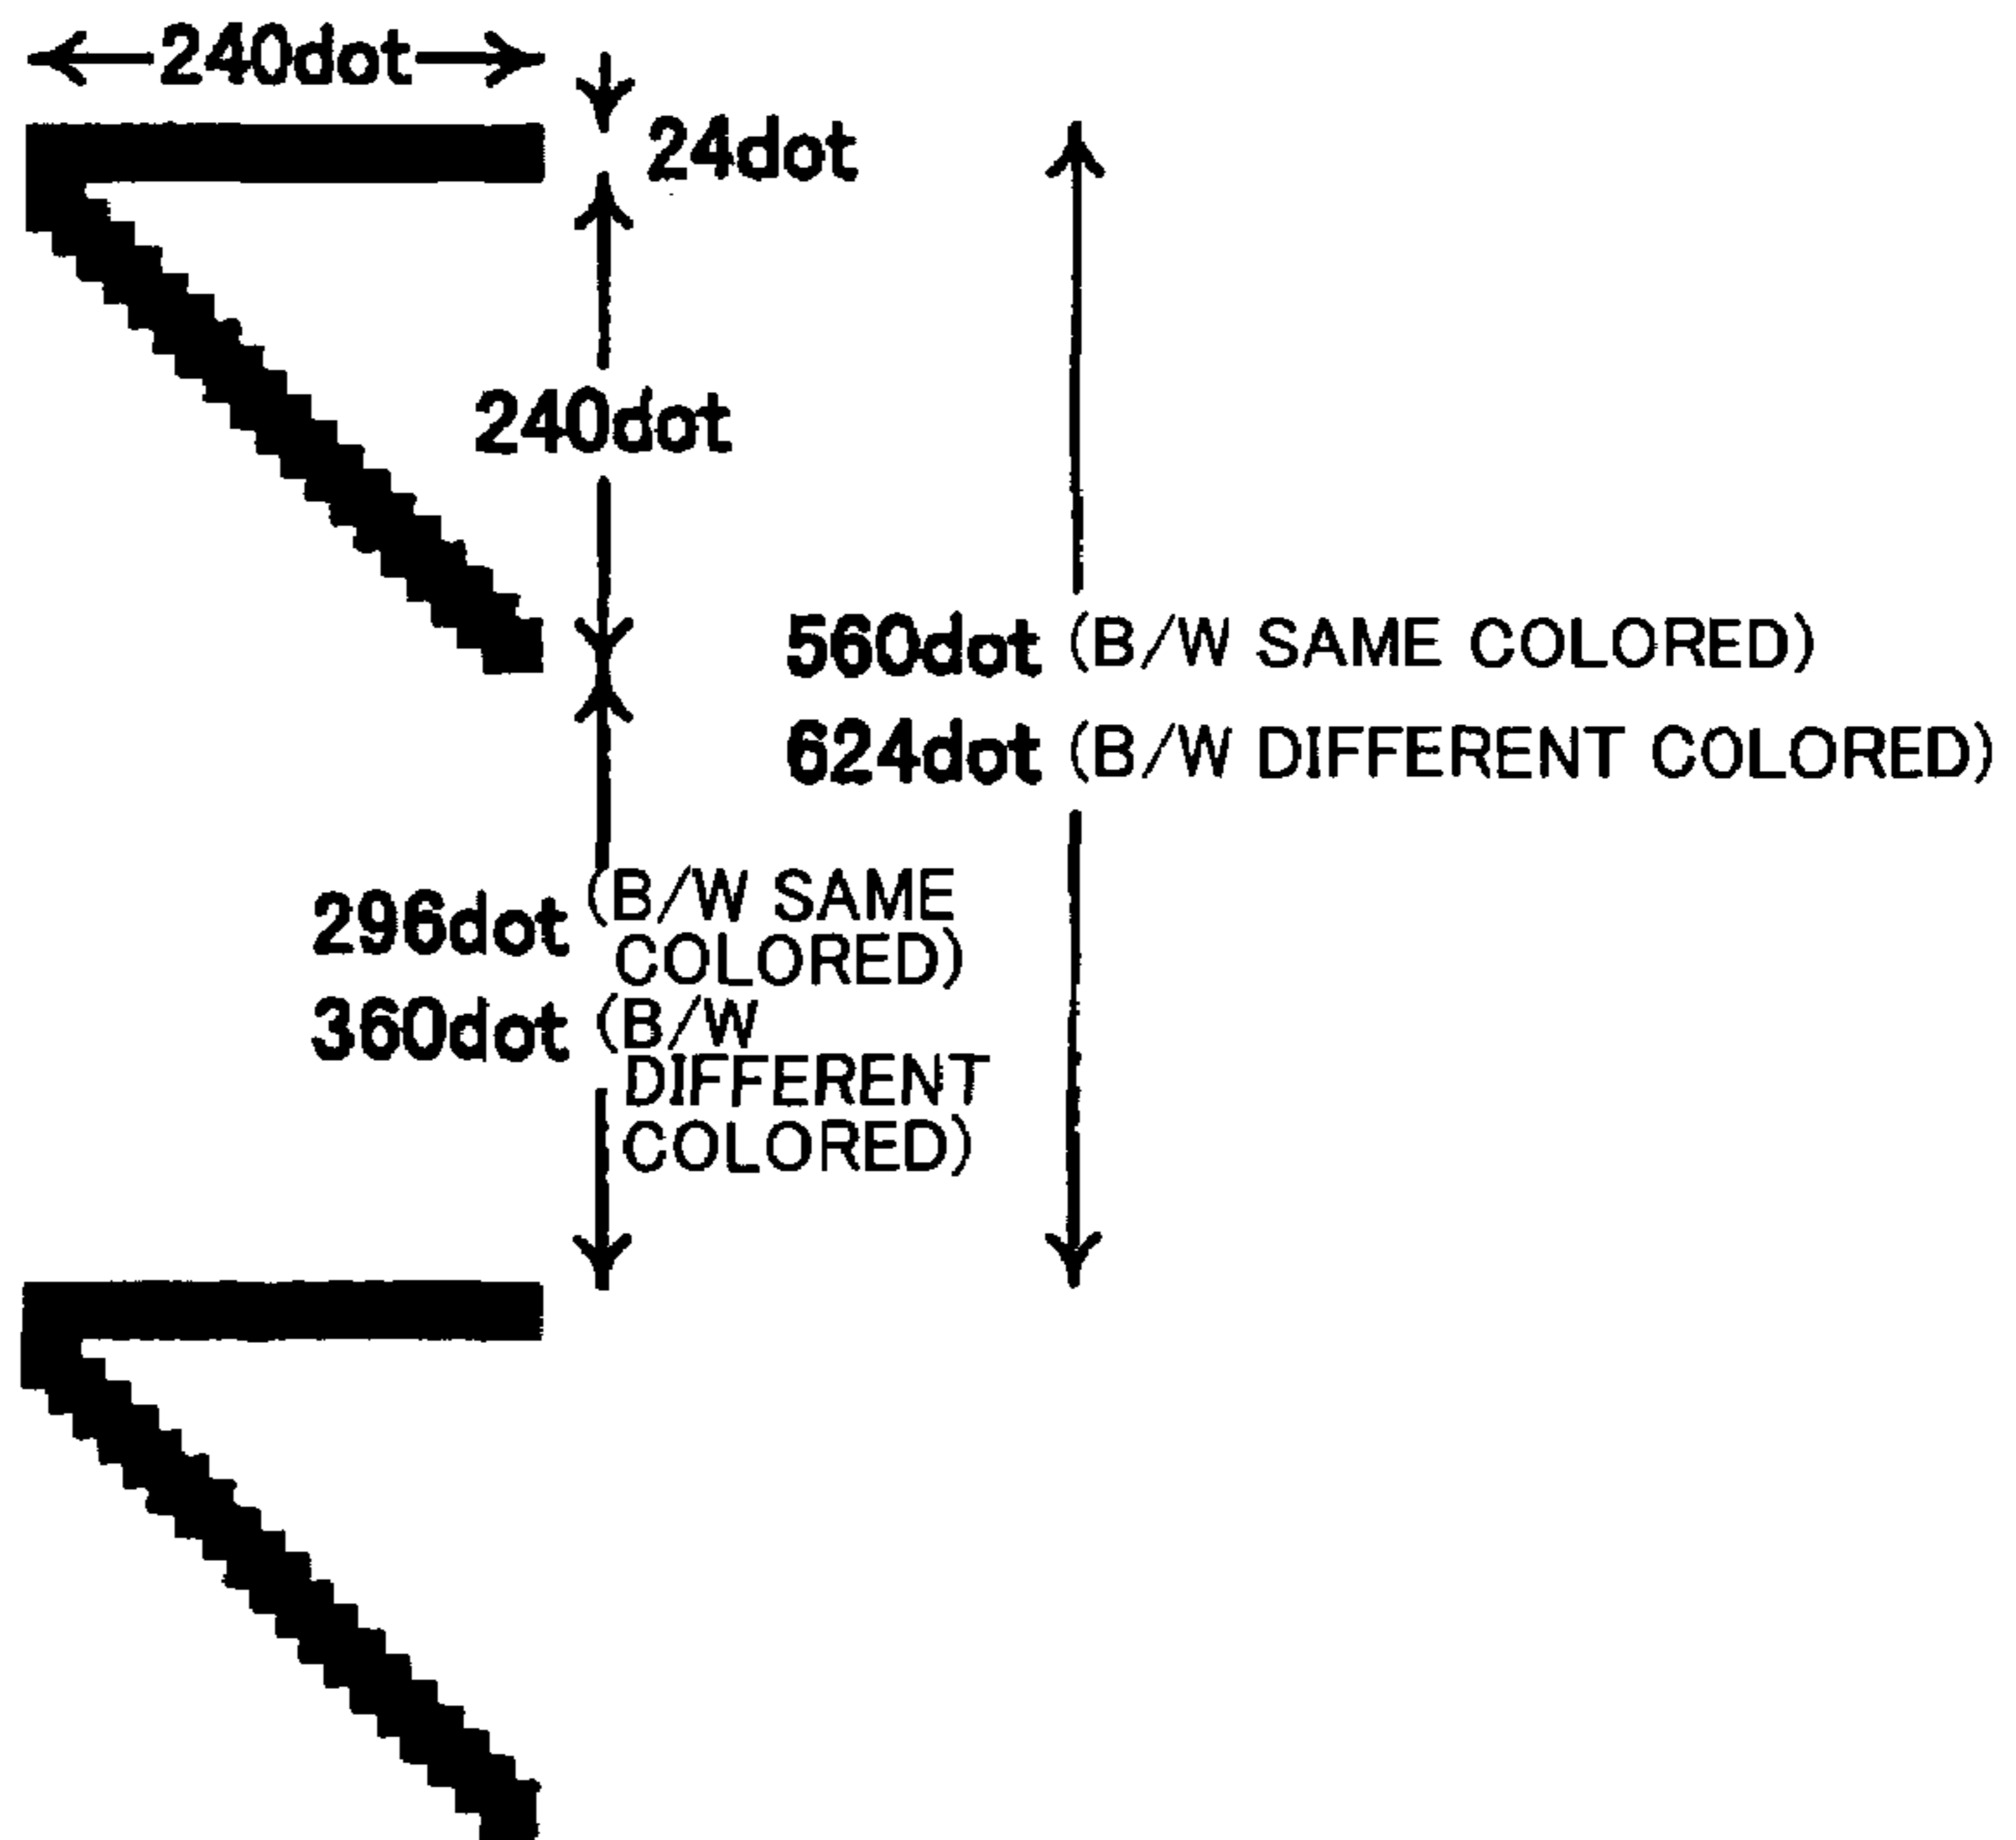 240dot
24dot
240dot
560dot (B/W SAME COLORED)
624dot (B/W DIFFERENT COLORED)
296dot (B/W SAME
COLORED)
360dot (B/W
DIFFERENT
COLORED)